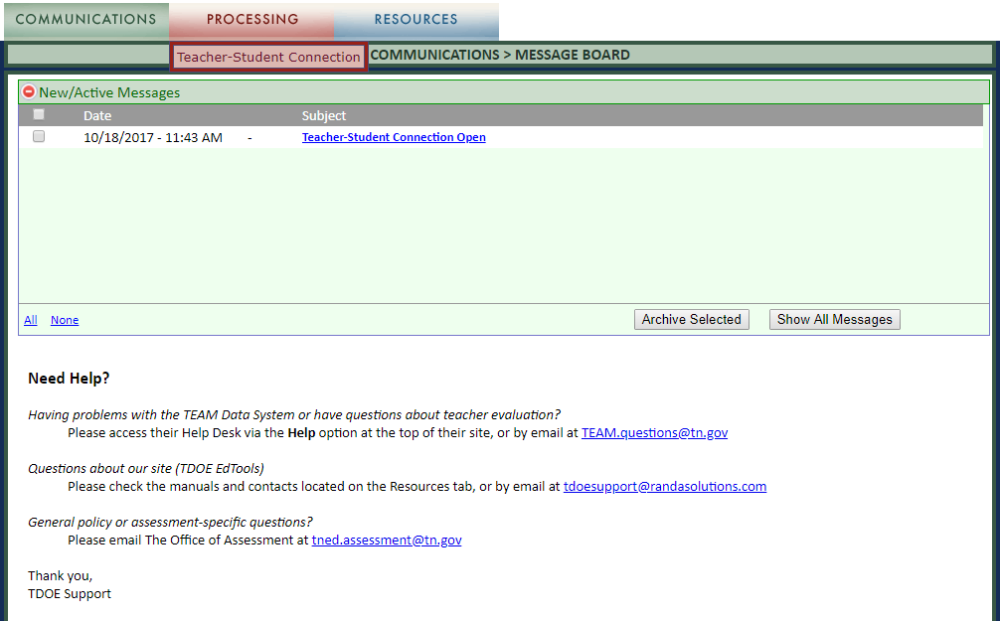 COMMUNICATIONS PROCESSING RESOURCES
Teacher-Student Connection COMMUNICATIONS > MESSAGE BOARD
New/Active Messages
Date Subject
10/18/2017 - 11:43 AM - Teacher-Student Connection Open
All None Archive Selected Show All Messages
Need Help?
Having problems with the TEAM Data System or have questions about teacher evaluation?
Please access their Help Desk via the Help option at the top of their site, or by email at TEAM.questions@tn.gov
Questions about our site (TDOE EdTools)
Please check the manuals and contacts located on the Resources tab, or by email at tdoesupport@randasolutions.com
General policy or assessment-specific questions?
Please email The Office of Assessment at tned.assessment@tn.gov
Thank you,
TDOE Support